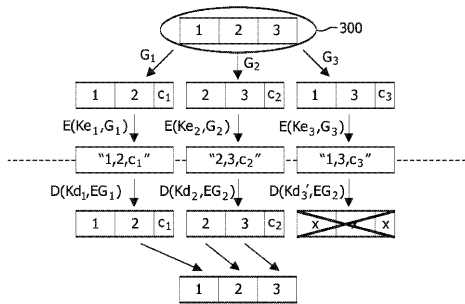 1 2 3 300
G₁ G₂ G₃
1 2 c₁ 2 3 c₂ 1 3 c₃
E(Ke₁,G₁) E(Ke₂,G₂) E(Ke₃,G₃)
"1,2,c₁" "2,3,c₂" "1,3,c₃"
D(Kd₁,EG₁) D(Kd₂,EG₂) D(Kd₃′,EG₂)
1 2 c₁ 2 3 c₂ x x x
1 2 3